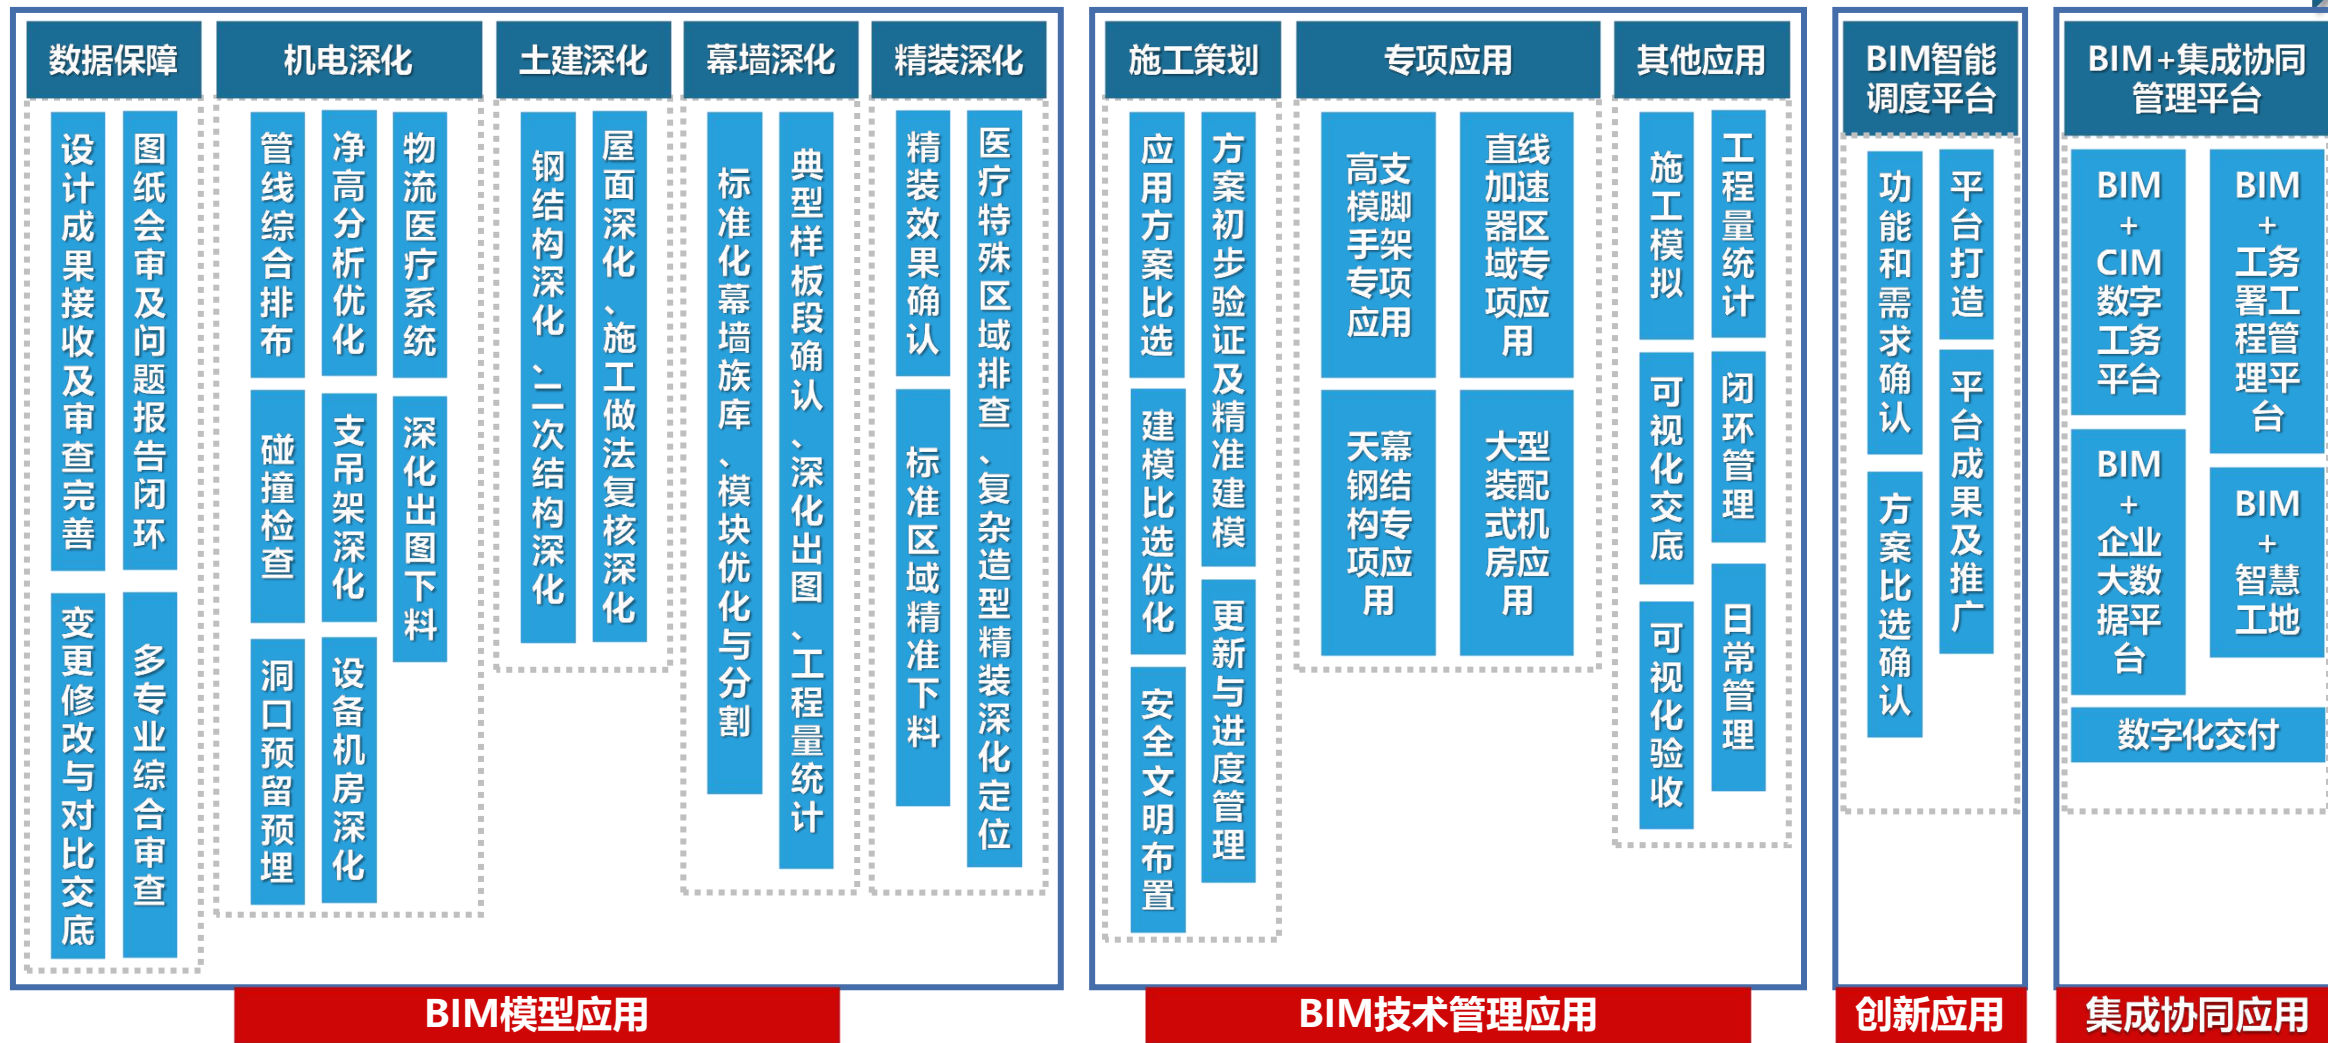 数据保障
设计成果接收及审查完善
图纸会审及问题报告闭环
变更修改与对比交底
多专业综合审查
机电深化
管线综合排布
净高分析优化
物流医疗系统
碰撞检查
支吊架深化
深化出图下料
洞口预留预埋
设备机房深化
土建深化
钢结构深化、二次结构深化
屋面深化、施工做法复核深化
幕墙深化
标准化幕墙族库、模块优化与分割
典型样板段确认、深化出图、工程量统计
精装深化
精装效果确认
医疗特殊区域排查、复杂造型精装深化定位
标准区域精准下料
BIM模型应用
施工策划
应用方案比选
方案初步验证及精准建模
建模比选优化
更新与进度管理
安全文明布置
专项应用
高支
模脚
手架
专项
应用
直线
加速
器区
域专
项应
用
天幕
钢结
构专
项应
用
大型
装配
式机
房应
用
其他应用
施工模拟
工程量统计
可视化交底
闭环管理
可视化验收
日常管理
BIM技术管理应用
BIM智能
调度平台
功能和需求确认
平台打造
方案比选确认
平台成果及推广
创新应用
BIM+集成协同
管理平台
BIM
+
CIM
数字
工务
平台
BIM
+
工务
署工
程管
理平
台
BIM
+
企业
大数
据平
台
BIM
+
智慧
工地
数字化交付
集成协同应用